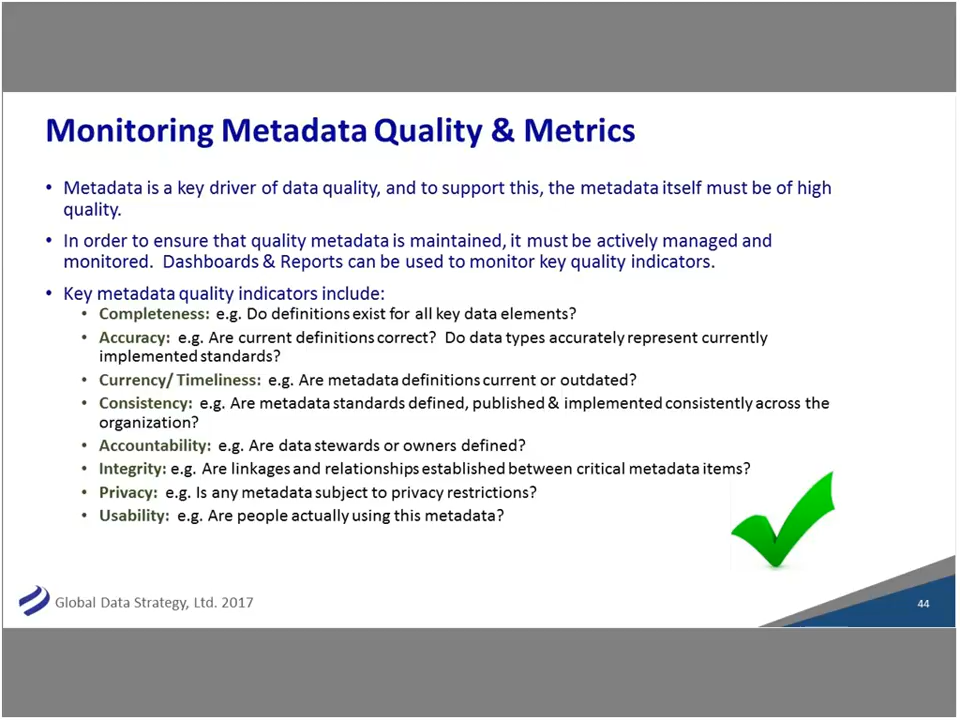 Monitoring Metadata Quality & Metrics
• Metadata is a key driver of data quality, and to support this, the metadata itself must be of high
quality.
• In order to ensure that quality metadata is maintained, it must be actively managed and
monitored. Dashboards & Reports can be used to monitor key quality indicators.
• Key metadata quality indicators include:
• Completeness: e.g. Do definitions exist for all key data elements?
• Accuracy: e.g. Are current definitions correct? Do data types accurately represent currently
implemented standards?
• Currency/ Timeliness: e.g. Are metadata definitions current or outdated?
• Consistency: e.g. Are metadata standards defined, published & implemented consistently across the
organization?
• Accountability: e.g. Are data stewards or owners defined?
• Integrity: e.g. Are linkages and relationships established between critical metadata items?
• Privacy: e.g. Is any metadata subject to privacy restrictions?
• Usability: e.g. Are people actually using this metadata?
Global Data Strategy, Ltd. 2017
44